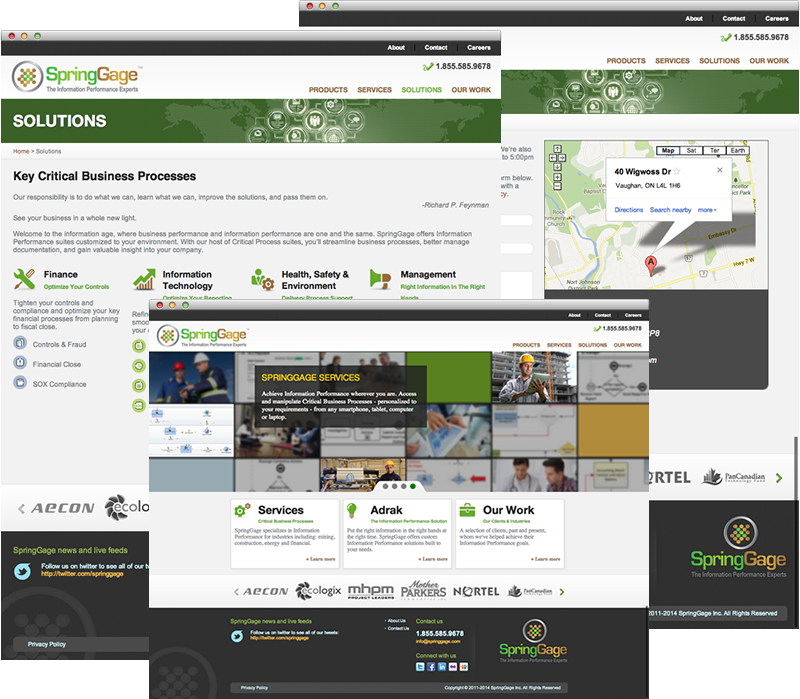 About
Contact
Careers
1.855.585.9678
PRODUCTS
SERVICES
SOLUTIONS
OUR WORK
About
Contact
Careers
SpringGage
The Information Performance Experts
1.855.585.9678
PRODUCTS
SERVICES
SOLUTIONS
OUR WORK
SOLUTIONS
Home > Solutions
Key Critical Business Processes
Our responsibility is to do what we can, learn what we can, improve the solutions, and pass them on.
-Richard P. Feynman
See your business in a whole new light.
Welcome to the information age, where business performance and information performance are one and the same. SpringGage offers Information
Performance suites customized to your environment. With our host of Critical Process suites, you'll streamline business processes, better manage
documentation, and gain valuable insight into your company.
Finance
Optimize Your Controls
Tighten your controls and
compliance and optimize your
key financial processes from
planning to fiscal close.
Controls & Fraud
Financial Close
SOX Compliance
Information
Technology
Optimize Your Reporting
Health, Safety &
Environment
Delivery Process Support
Management
Right Information In The Right
Hands
We're also
to 5:00pm
with a
below.
Map
Sat
Ter
Earth
40 Wigwoss Dr
Vaughan, ON L4L 1H6
Directions
Search nearby
more
A
Rock
Community
Church
Embassy Dr
Hwy 7 W
Nort Johnson
District Park
P8
om
AECON
ecolo
SpringGage news and live feeds
Follow us on twitter to see all of our tw
http://twitter.com/springgage
Privacy Policy
RTEL
PanCanadian
SpringGage
The Information Performance Experts
2011-2014 SpringGage Inc. All Rights Reserved
About
Contact
Careers
SpringGage
The Information Performance Experts
1.855.585.9678
PRODUCTS
SERVICES
SOLUTIONS
OUR WORK
SPRINGGAGE SERVICES
Achieve Information Performance wherever you are. Access
and manipulate Critical Business Processes - personalized to
your requirements - from any smartphone, tablet, computer
or laptop.
Services
Critical Business Processes
SpringGage specializes in Information
Performance for industries including: mining,
construction, energy and financial.
» Learn more
Adrak
The Information Performance Solution
Put the right information in the right hands at
the right time. SpringGage offers custom
Information Performance solutions built to
your needs.
» Learn more
Our Work
Our Clients & Industries
A selection of clients, past and present,
whom we've helped achieve their
Information Performance goals.
» Learn more
AECON
ecologix
mhpm
PROJECT LEADERS
Mother
PARKERS
NORTEL
PanCanadian
SpringGage news and live feeds
Follow us on twitter to see all of our tweets:
http://twitter.com/springgage
About Us
Contact Us
Contact us
1.855.585.9678
info@springgage.com
Connect with us
SpringGage
The Information Performance Experts
Privacy Policy
Copyright © 2011-2014 SpringGage Inc. All Rights Reserved